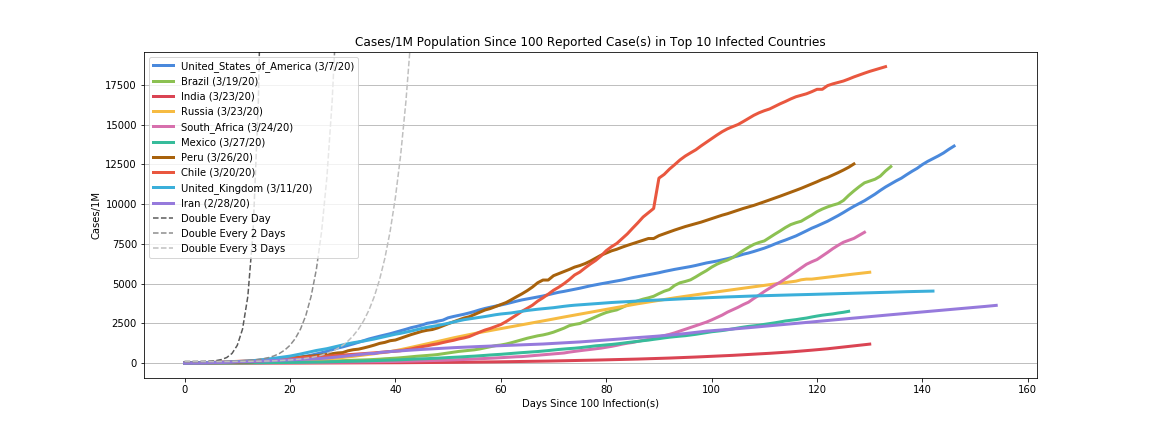 Cases/1M Population Since 100 Reported Case(s) in Top 10 Infected Countries
United_States_of_America (3/7/20)
Brazil (3/19/20)
India (3/23/20)
Russia (3/23/20)
South_Africa (3/24/20)
Mexico (3/27/20)
Peru (3/26/20)
Chile (3/20/20)
United_Kingdom (3/11/20)
Iran (2/28/20)
Double Every Day
Double Every 2 Days
Double Every 3 Days
Cases/1M
17500
15000
12500
10000
7500
5000
2500
0
0 20 40 60 80 100 120 140 160
Days Since 100 Infection(s)